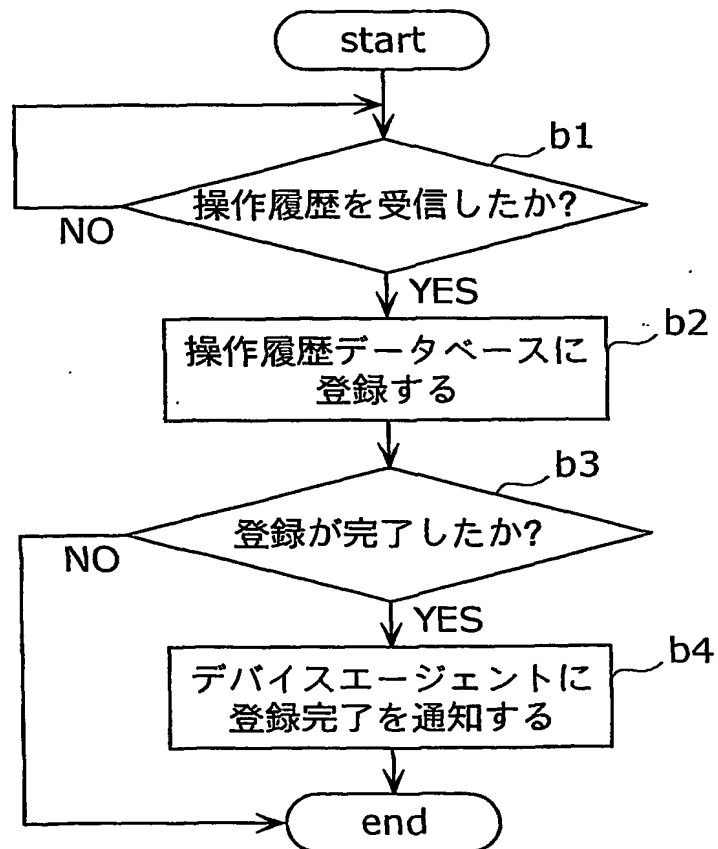 start
b1
操作履歴を受信したか?
NO
YES
b2
操作履歴データベースに
登録する
b3
登録が完了したか?
NO
YES
b4
デバイスエージェントに
登録完了を通知する
end